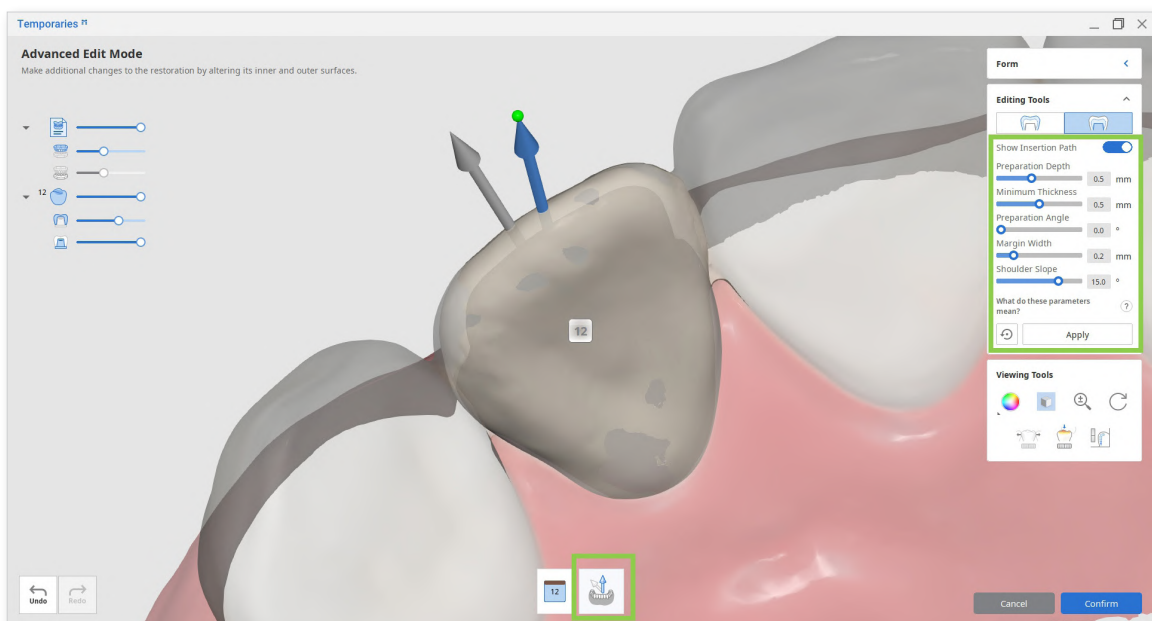 Temporaries
Advanced Edit Mode
Make additional changes to the restoration by altering its inner and outer surfaces.
12
12
12
Undo
Redo
Form
Editing Tools
Show Insertion Path
Preparation Depth
0.5 mm
Minimum Thickness
0.5 mm
Preparation Angle
0.0 °
Margin Width
0.2 mm
Shoulder Slope
15.0 °
What do these parameters
mean?
?
Apply
Viewing Tools
Cancel
Confirm